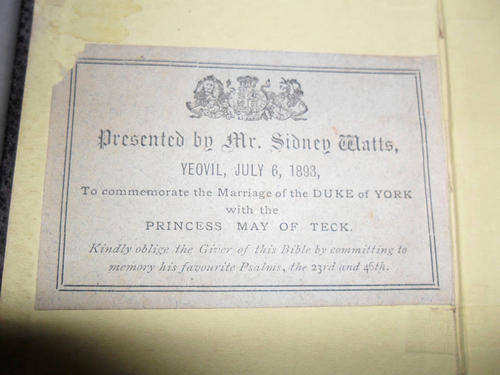 Presented by Mr. Sidney Watts,
YEOVIL, JULY 6, 1893,
To commemorate the Marriage of the DUKE of YORK
with the
PRINCESS MAY OF TECK.
Kindly oblige the Giver of this Bible by committing to
memory his favourite Psalms, the 23rd and 46th.